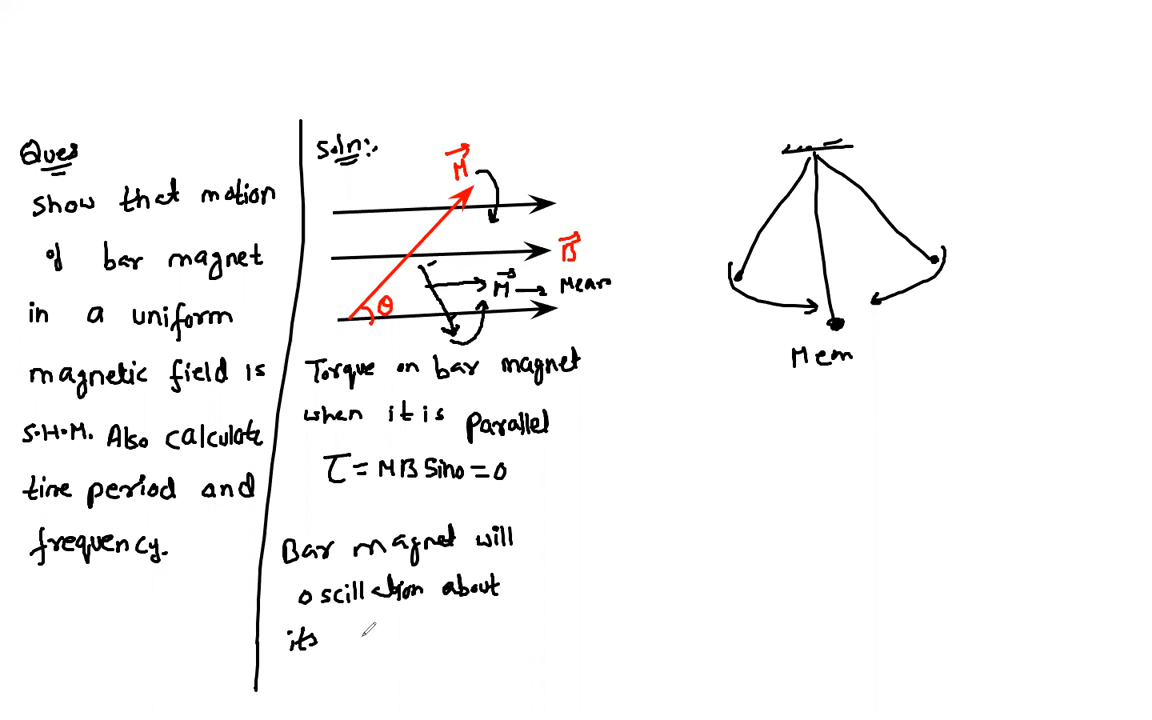 Ques
Show that motion
of bar magnet
in a uniform
magnetic field is
S.H.M. Also calculate
time period and
frequency.
Soln:-
M
B
M → Mean
θ
Torque on bar magnet
when it is parallel
τ = MB Sin0 = 0
Bar magnet will
oscillation about
its
Mean